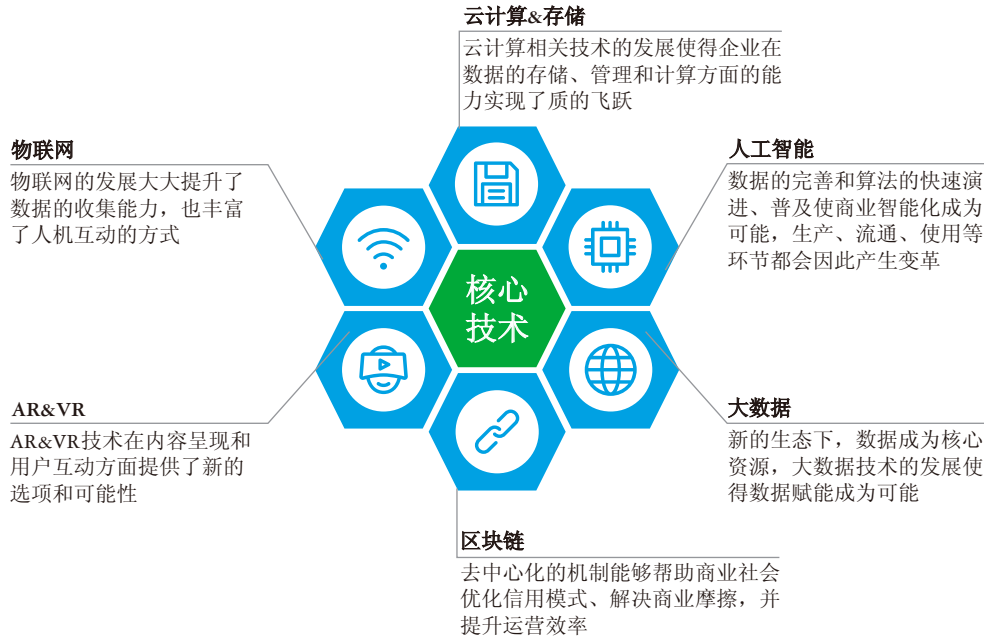 云计算&存储
云计算相关技术的发展使得企业在
数据的存储、管理和计算方面的能
力实现了质的飞跃
物联网
物联网的发展大大提升了
数据的收集能力，也丰富
了人机互动的方式
人工智能
数据的完善和算法的快速演
进、普及使商业智能化成为
可能，生产、流通、使用等
环节都会因此产生变革
核心
技术
AR&VR
AR&VR技术在内容呈现和
用户互动方面提供了新的
选项和可能性
大数据
新的生态下，数据成为核心
资源，大数据技术的发展使
得数据赋能成为可能
区块链
去中心化的机制能够帮助商业社会
优化信用模式、解决商业摩擦，并
提升运营效率